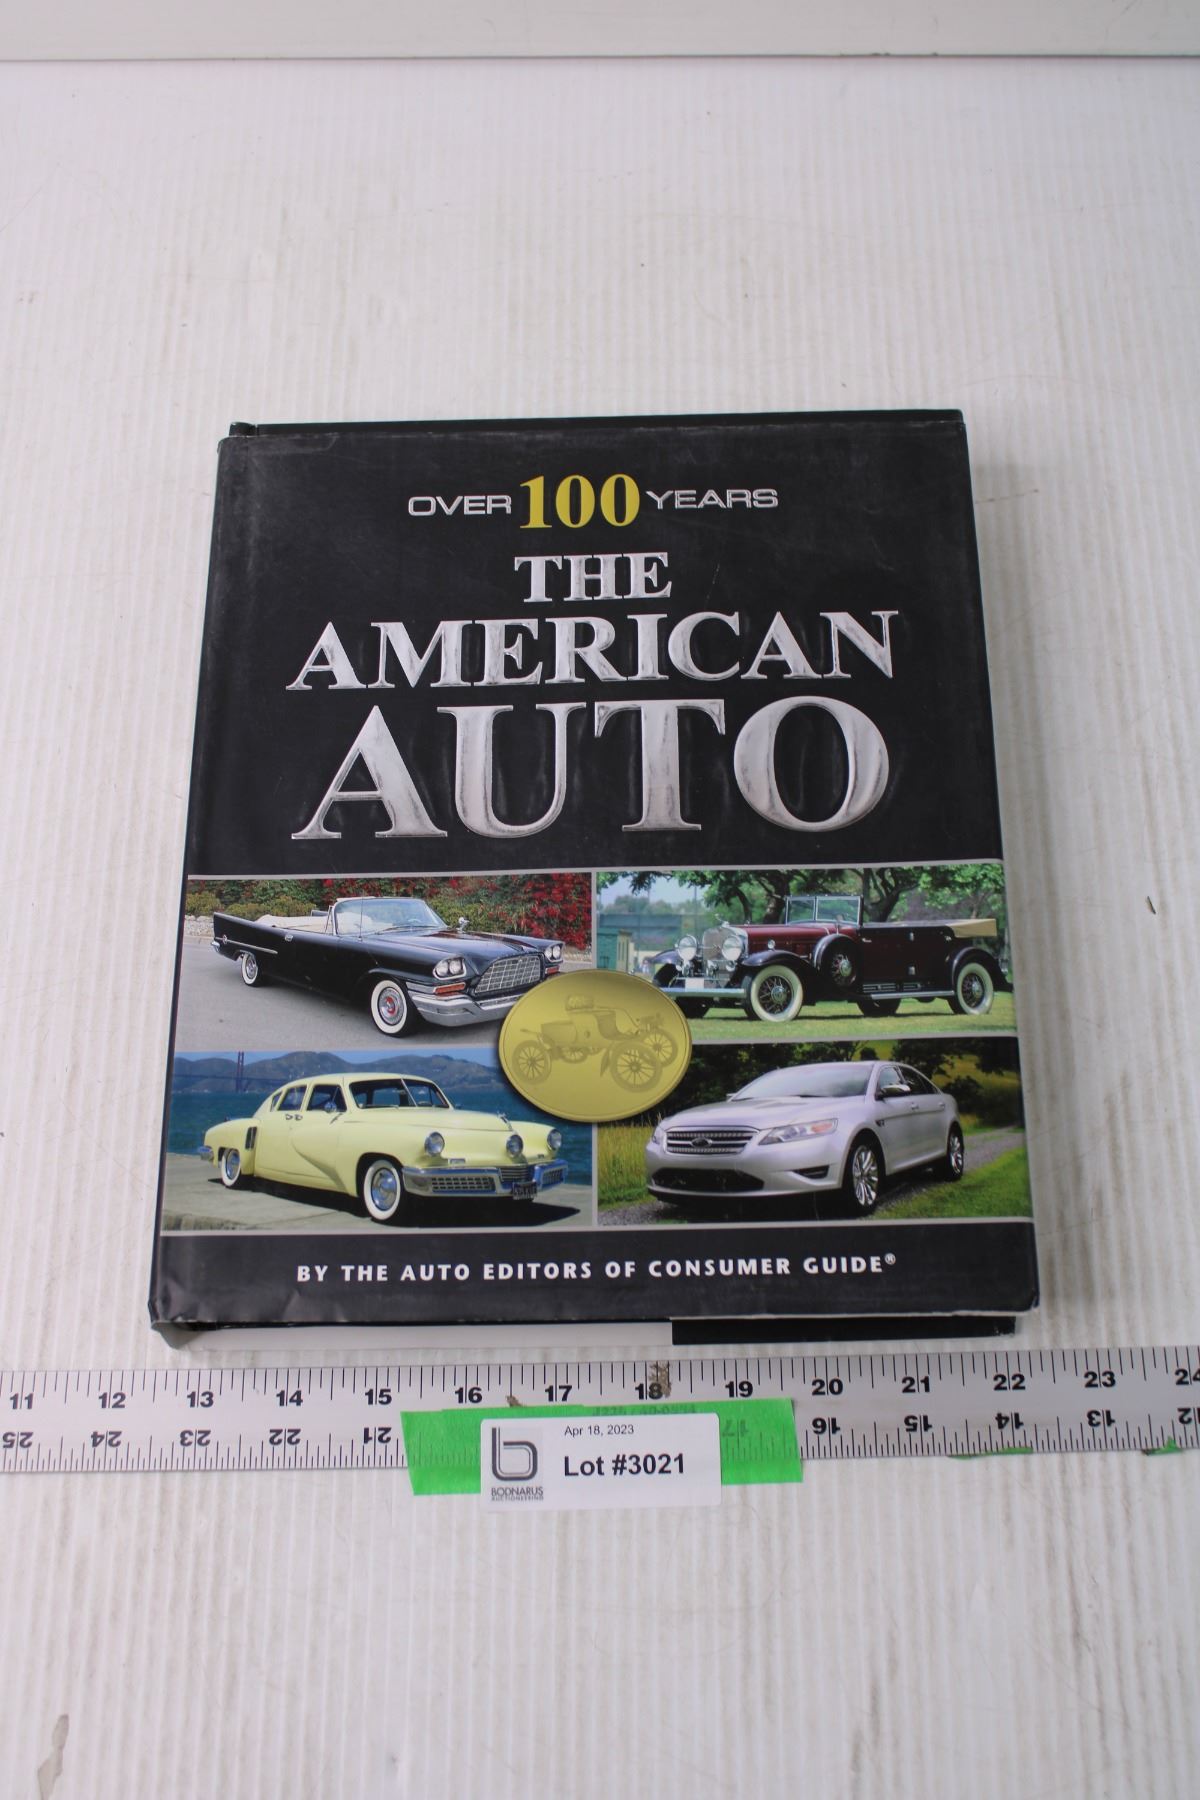 OVER 100 YEARS
THE
AMERICAN
AUTO
BY THE AUTO EDITORS OF CONSUMER GUIDE®
11 12 13 14 15 16 17 18 19 20 21 22 23 24
25 24 23 22 21 17 16 15 14 13 12
Apr 18, 2023
Lot #3021
b
BODNARUS
AUCTIONEERING